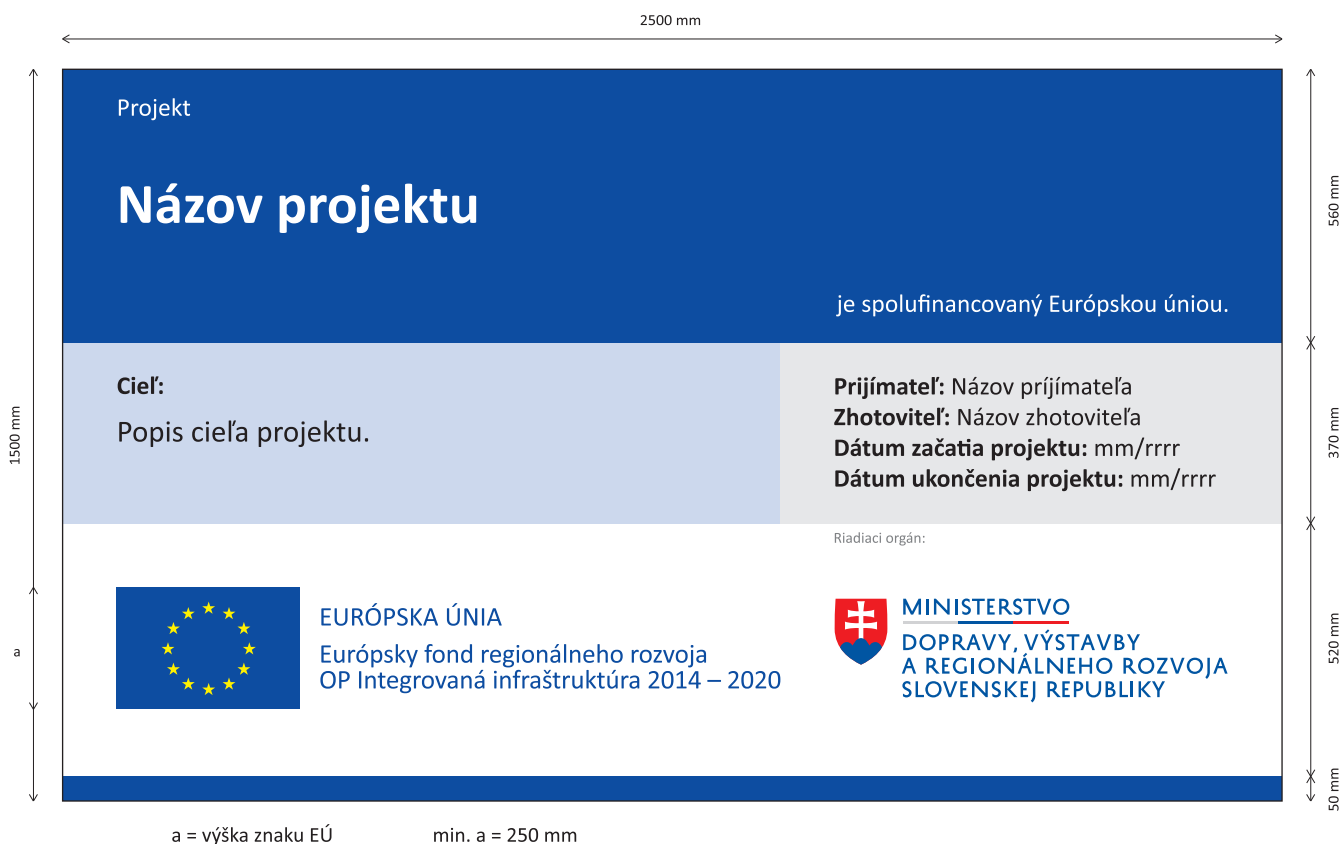 2500 mm
Projekt
Názov projektu
560 mm
je spolufinancovaný Európskou úniou.
1500 mm
Cieľ:
Popis cieľa projektu.
Prijímateľ: Názov príjímateľa
Zhotoviteľ: Názov zhotoviteľa
Dátum začatia projektu: mm/rrrr
Dátum ukončenia projektu: mm/rrrr
370 mm
Riadiaci orgán:
a
EURÓPSKA ÚNIA
Európsky fond regionálneho rozvoja
OP Integrovaná infraštruktúra 2014 – 2020
MINISTERSTVO
DOPRAVY, VÝSTAVBY
A REGIONÁLNEHO ROZVOJA
SLOVENSKEJ REPUBLIKY
520 mm
50 mm
a = výška znaku EÚ min. a = 250 mm